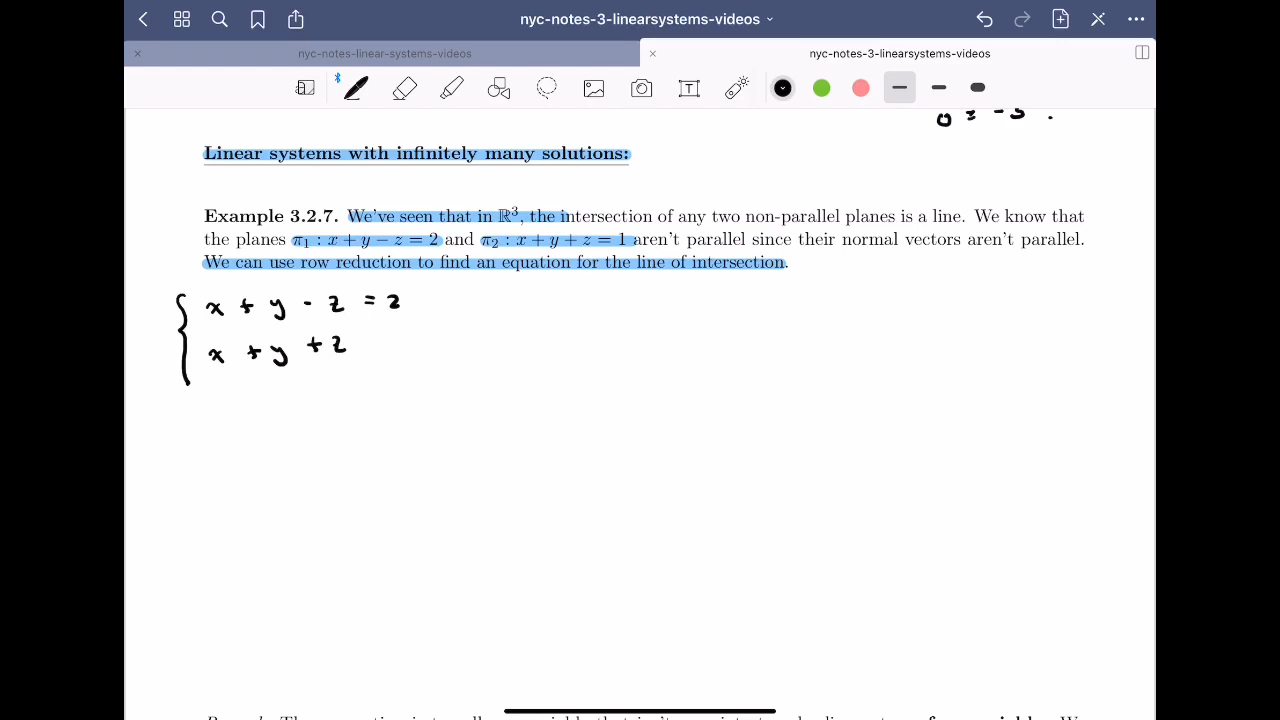 nyc-notes-3-linearsystems-videos
nyc-notes-linear-systems-videos
nyc-notes-3-linearsystems-videos
T
Linear systems with infinitely many solutions:
Example 3.2.7. We've seen that in ℝ³, the intersection of any two non-parallel planes is a line. We know that
the planes π₁ : x + y − z = 2 and π₂ : x + y + z = 1 aren't parallel since their normal vectors aren't parallel.
We can use row reduction to find an equation for the line of intersection.
x + y - z = 2
x + y + z